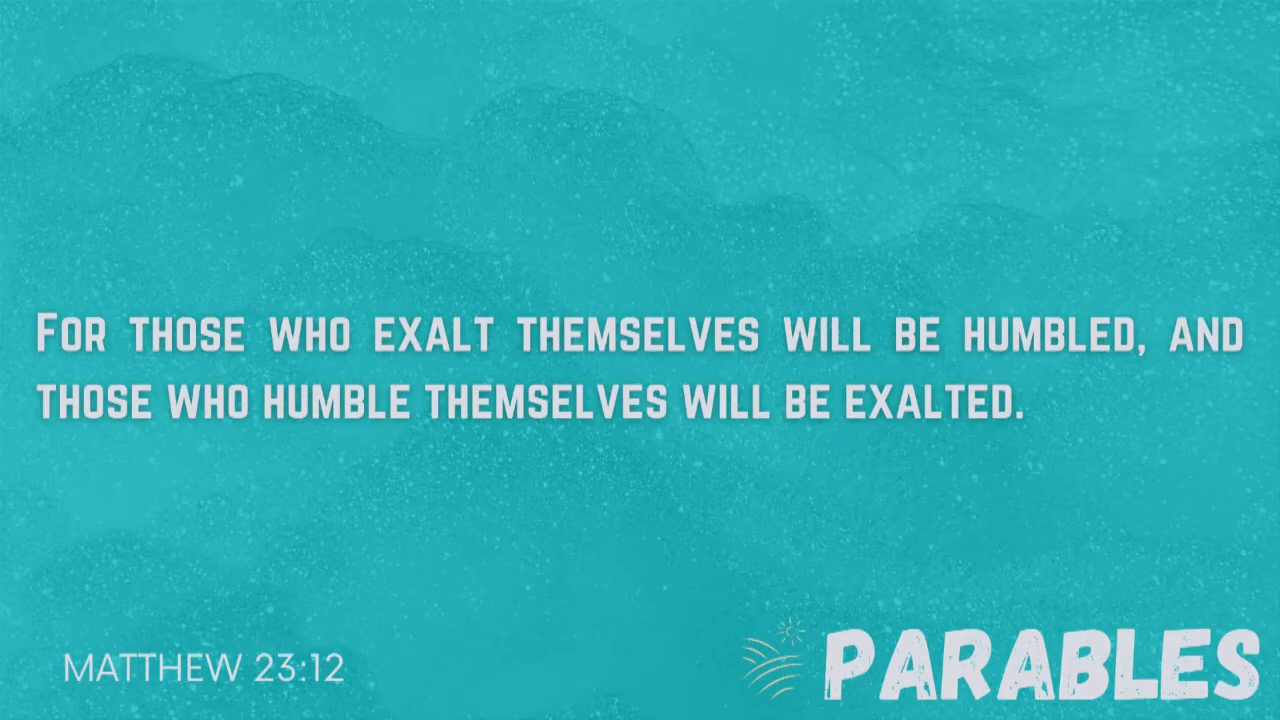 For those who exalt themselves will be humbled, and
those who humble themselves will be exalted.
MATTHEW 23:12
PARABLES